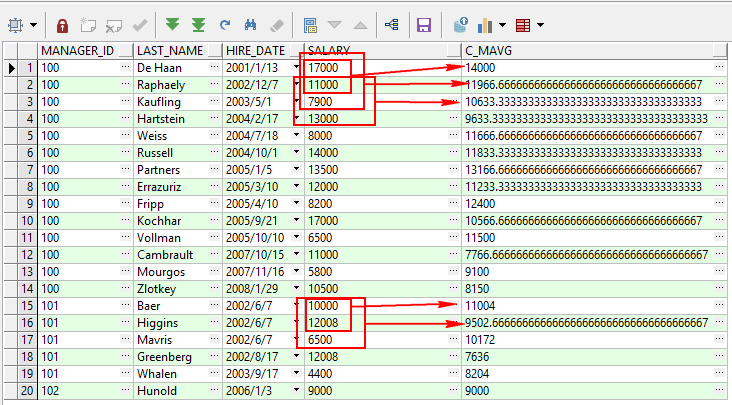 MANAGER_ID LAST_NAME HIRE_DATE SALARY C_MAVG
1 100 De Haan 2001/1/13 17000 14000
2 100 Raphaely 2002/12/7 11000 11966.6666666666666666666666666666666667
3 100 Kaufling 2003/5/1 7900 10633.3333333333333333333333333333333333
4 100 Hartstein 2004/2/17 13000 9633.33333333333333333333333333333333333
5 100 Weiss 2004/7/18 8000 11666.6666666666666666666666666666666667
6 100 Russell 2004/10/1 14000 11833.3333333333333333333333333333333333
7 100 Partners 2005/1/5 13500 13166.6666666666666666666666666666666667
8 100 Errazuriz 2005/3/10 12000 11233.3333333333333333333333333333333333
9 100 Fripp 2005/4/10 8200 12400
10 100 Kochhar 2005/9/21 17000 10566.6666666666666666666666666666666667
11 100 Vollman 2005/10/10 6500 11500
12 100 Cambrault 2007/10/15 11000 7766.66666666666666666666666666666666667
13 100 Mourgos 2007/11/16 5800 9100
14 100 Zlotkey 2008/1/29 10500 8150
15 101 Baer 2002/6/7 10000 11004
16 101 Higgins 2002/6/7 12008 9502.66666666666666666666666666666666667
17 101 Mavris 2002/6/7 6500 10172
18 101 Greenberg 2002/8/17 12008 7636
19 101 Whalen 2003/9/17 4400 8204
20 102 Hunold 2006/1/3 9000 9000